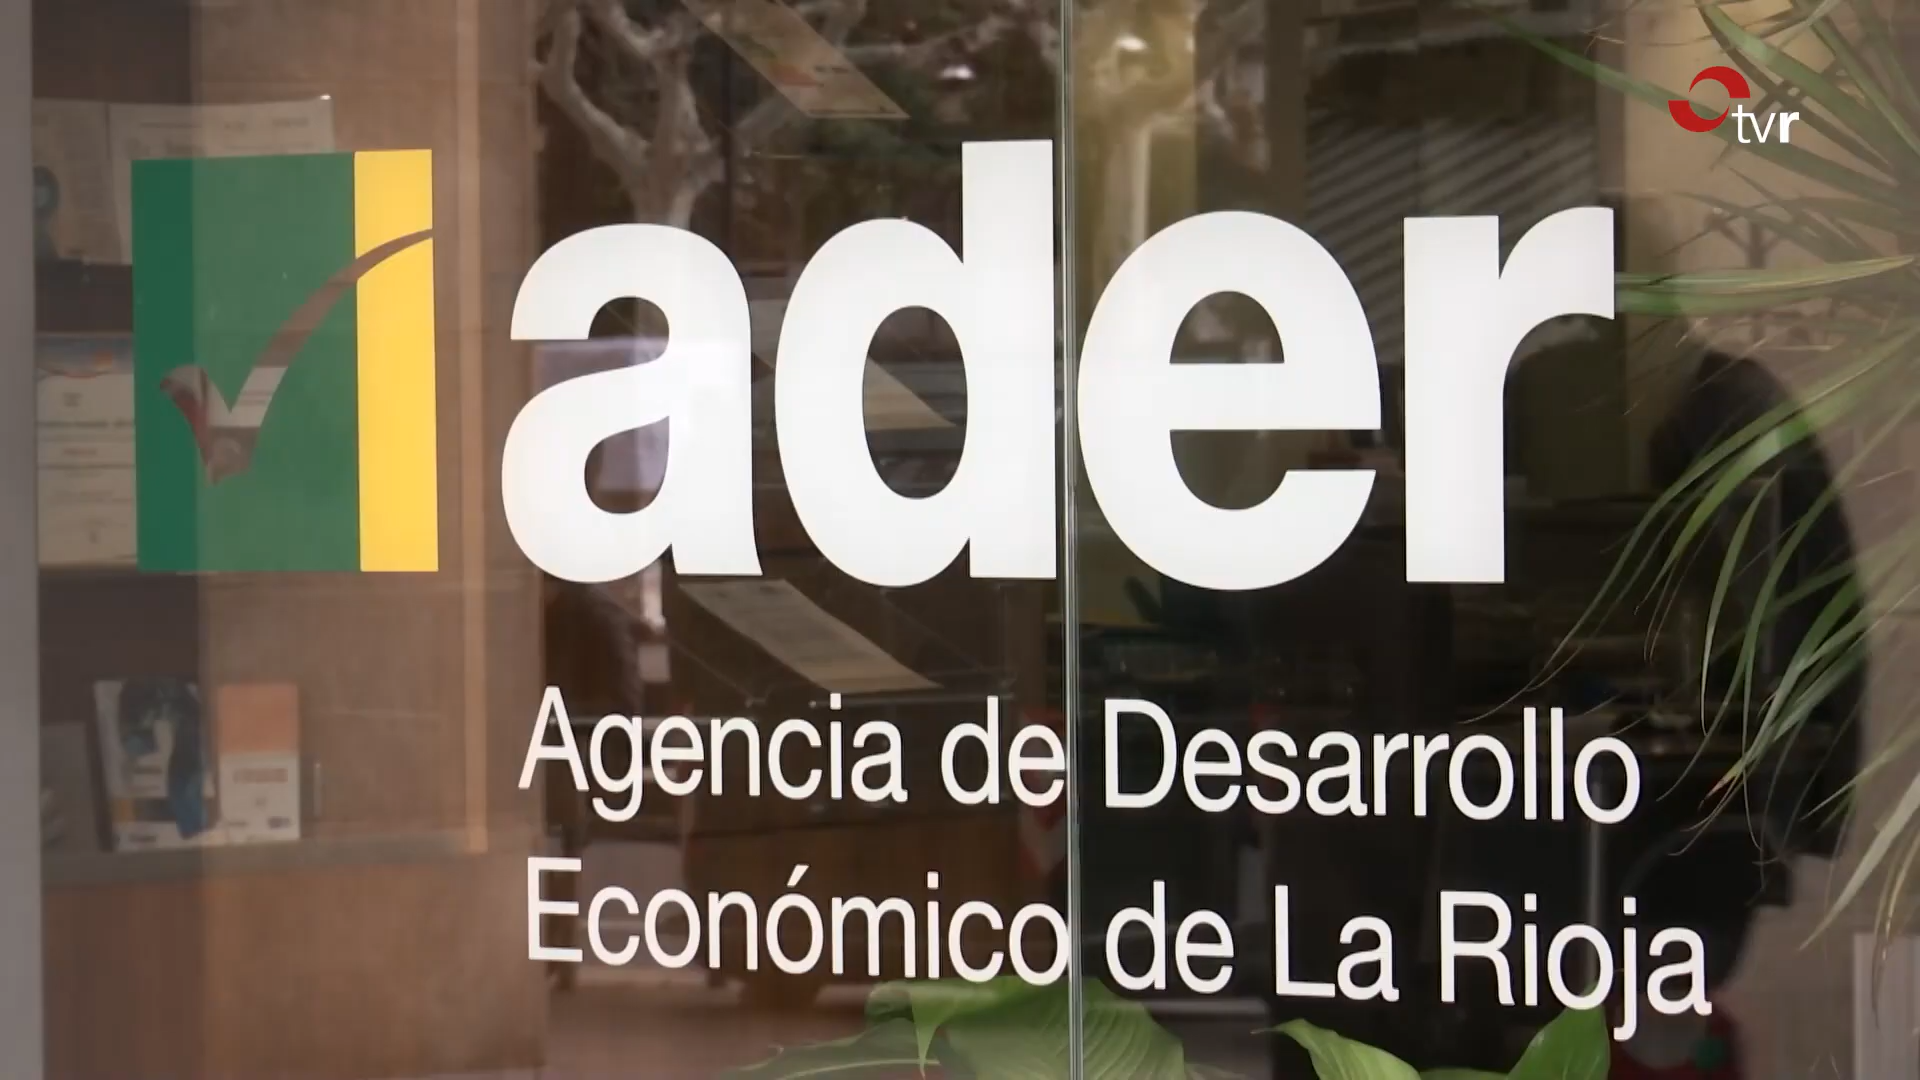 tvr
ader
Agencia de Desarrollo
Económico de La Rioja